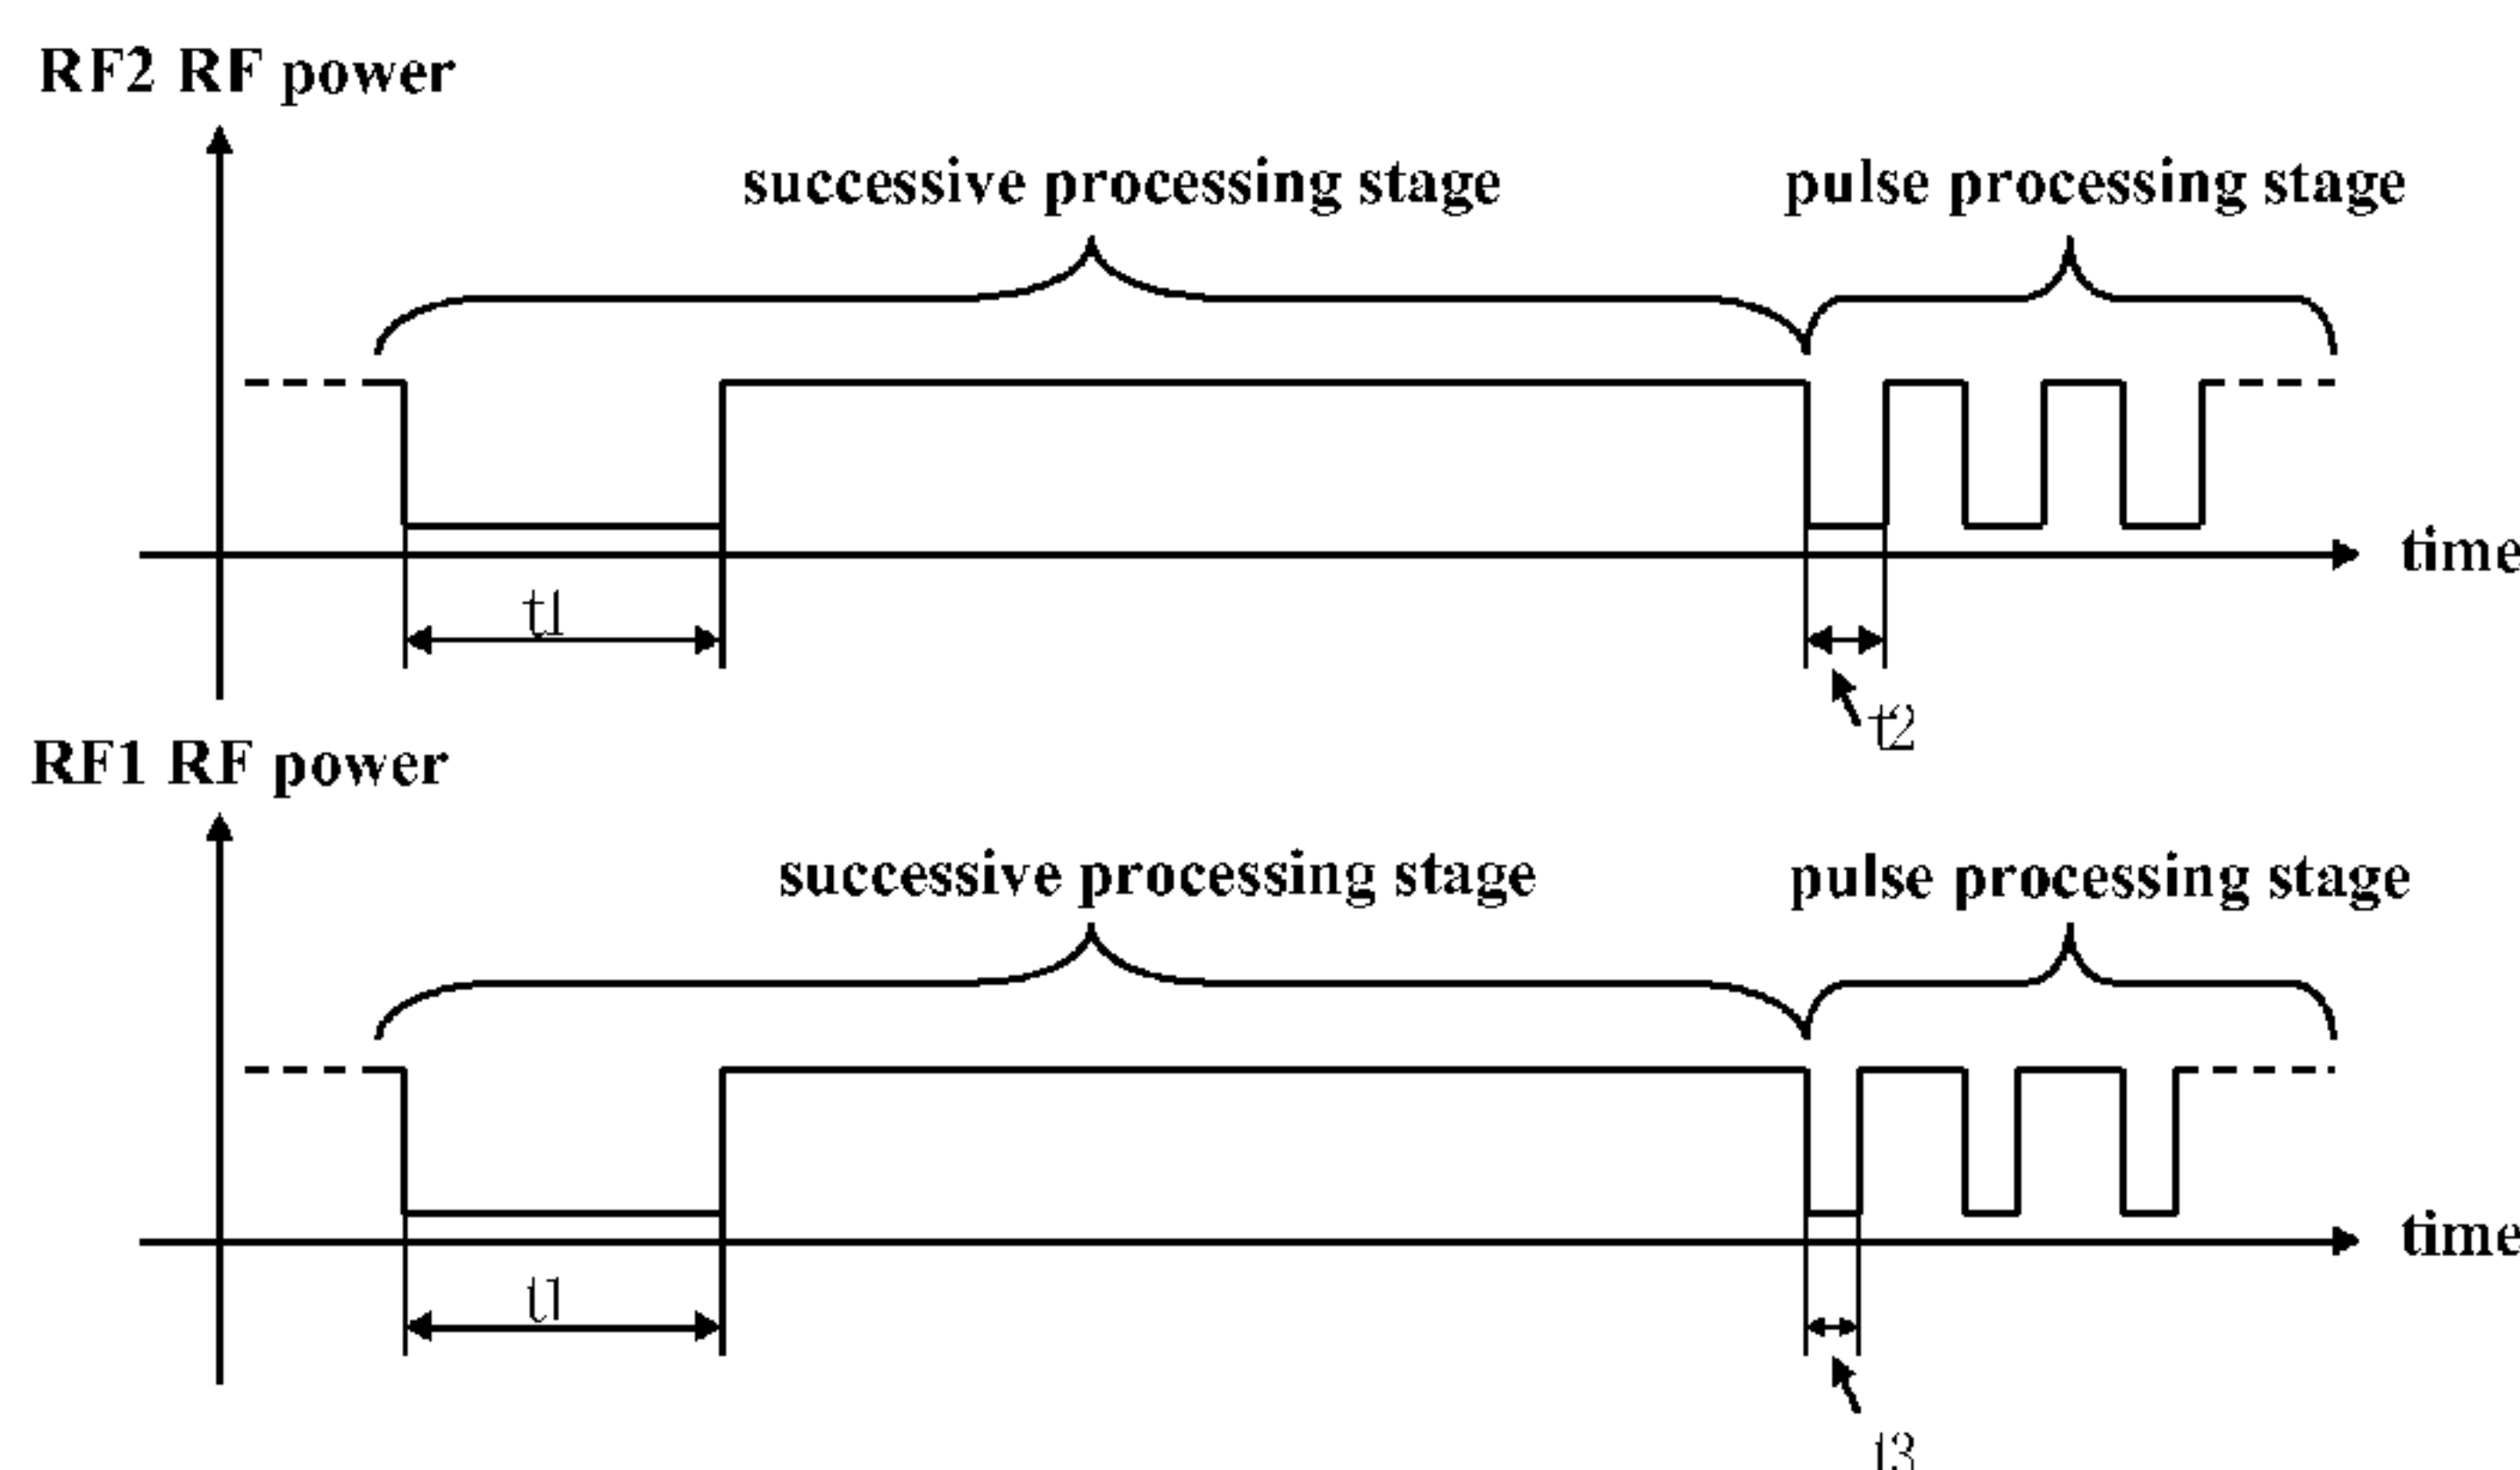 RF2 RF power
successive processing stage
pulse processing stage
time
t1
t2
RF1 RF power
successive processing stage
pulse processing stage
time
t1
t3